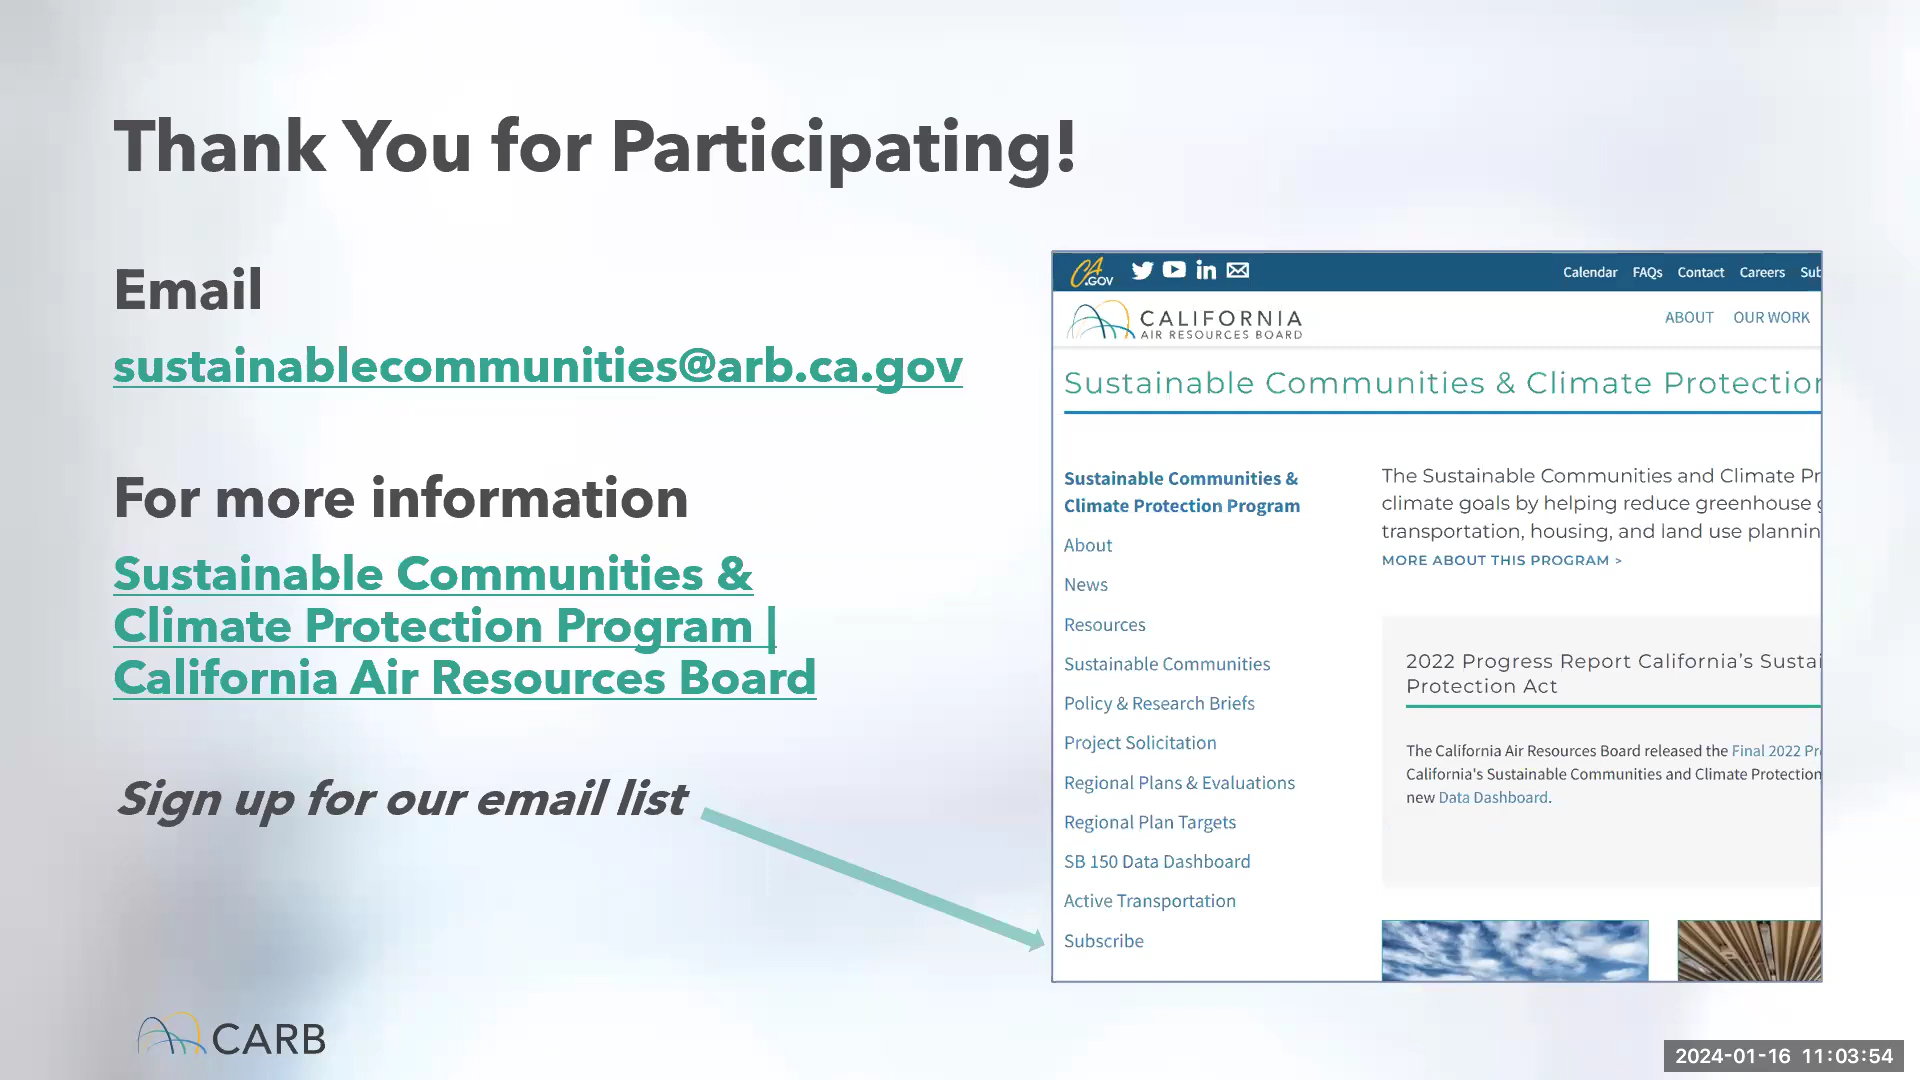 Thank You for Participating!
Email
sustainablecommunities@arb.ca.gov
For more information
Sustainable Communities &
Climate Protection Program |
California Air Resources Board
Sign up for our email list
CARB
CA
.GOV
Calendar FAQs Contact Careers Sub
CALIFORNIA
AIR RESOURCES BOARD
ABOUT OUR WORK
Sustainable Communities & Climate Protection
Sustainable Communities &
Climate Protection Program
About
News
Resources
Sustainable Communities
Policy & Research Briefs
Project Solicitation
Regional Plans & Evaluations
Regional Plan Targets
SB 150 Data Dashboard
Active Transportation
Subscribe
The Sustainable Communities and Climate Pr
climate goals by helping reduce greenhouse g
transportation, housing, and land use plannin
MORE ABOUT THIS PROGRAM >
2022 Progress Report California’s Sustai
Protection Act
The California Air Resources Board released the Final 2022 Pr
California's Sustainable Communities and Climate Protection
new Data Dashboard.
2024-01-16 11:03:54